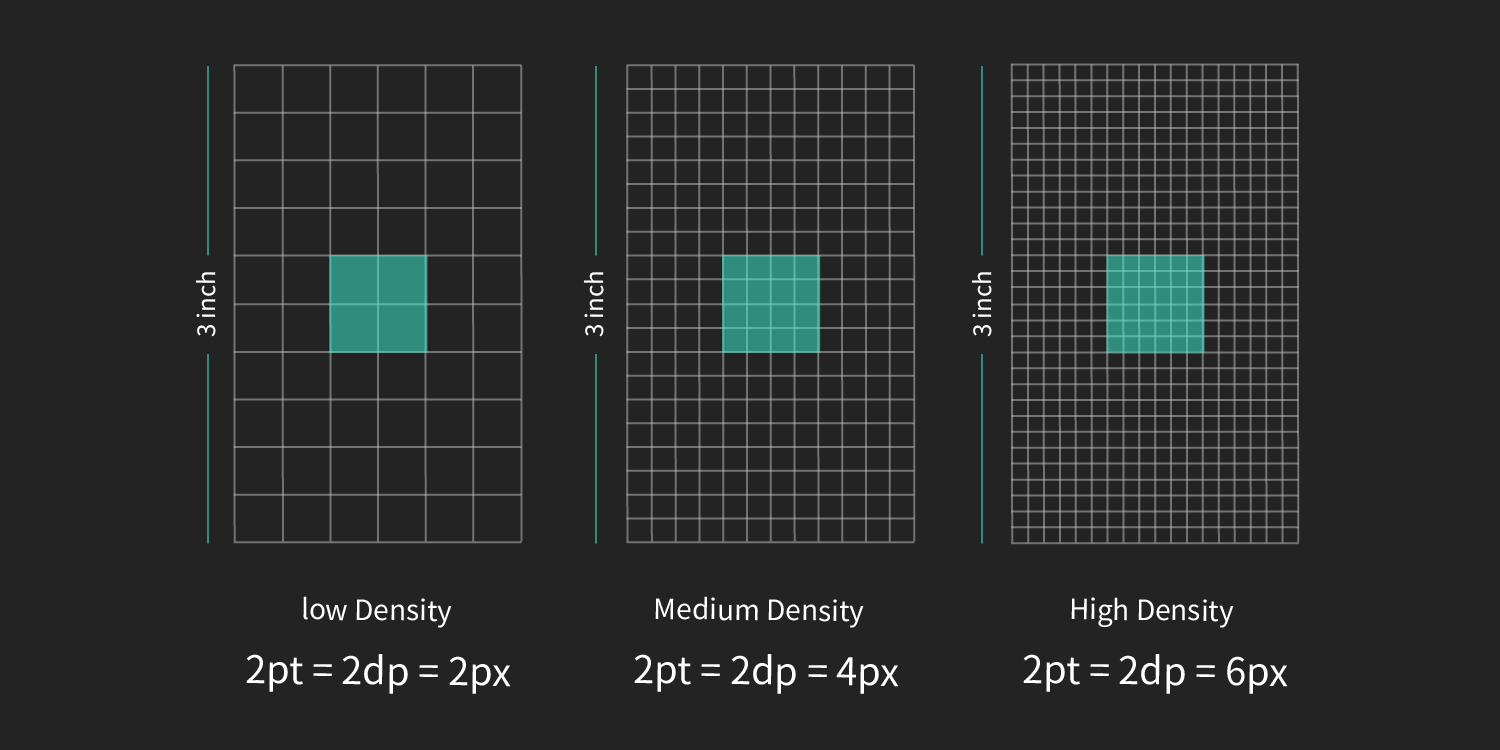 3 inch
3 inch
3 inch
low Density
Medium Density
High Density
2pt = 2dp = 2px
2pt = 2dp = 4px
2pt = 2dp = 6px